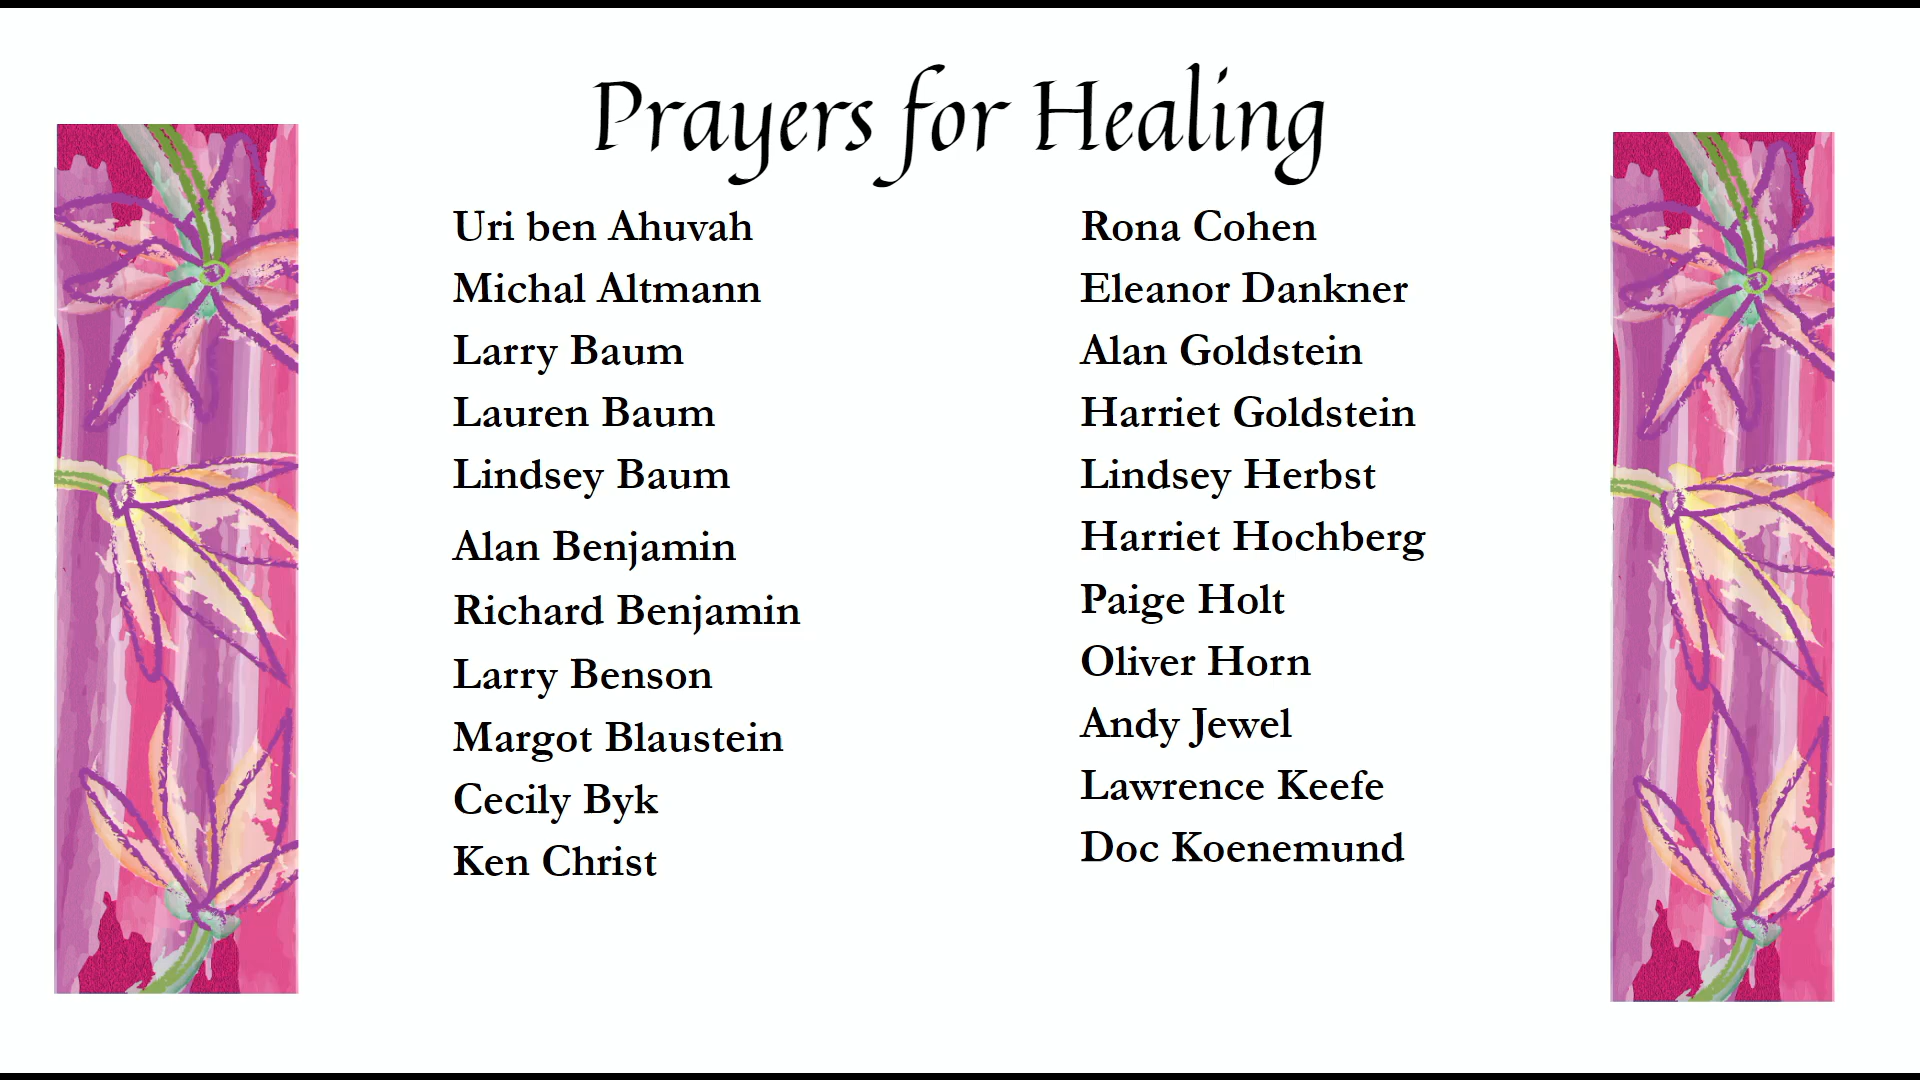 Prayers for Healing
Uri ben Ahuvah
Michal Altmann
Larry Baum
Lauren Baum
Lindsey Baum
Alan Benjamin
Richard Benjamin
Larry Benson
Margot Blaustein
Cecily Byk
Ken Christ
Rona Cohen
Eleanor Dankner
Alan Goldstein
Harriet Goldstein
Lindsey Herbst
Harriet Hochberg
Paige Holt
Oliver Horn
Andy Jewel
Lawrence Keefe
Doc Koenemund